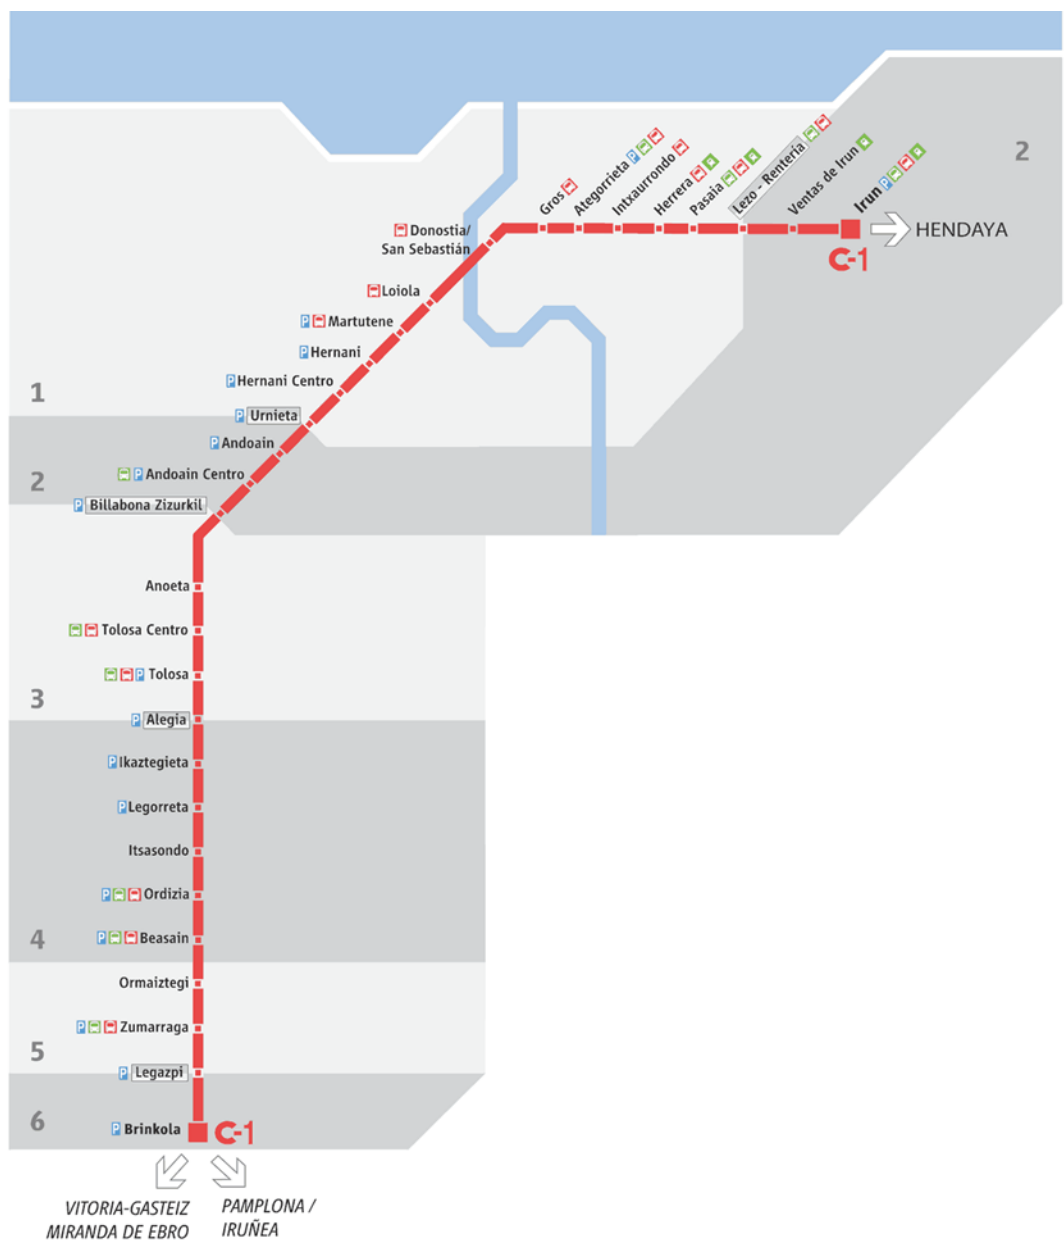 2
Gros
Ategorrieta
Intxaurrondo
Herrera
Pasaia
Lezo - Rentería
Ventas de Irun
Irun
HENDAYA
C-1
Donostia/
San Sebastián
Loiola
Martutene
Hernani
Hernani Centro
1
Urnieta
Andoain
Andoain Centro
2
Billabona Zizurkil
Anoeta
Tolosa Centro
Tolosa
3
Alegia
Ikaztegieta
Legorreta
Itsasondo
Ordizia
Beasain
4
Ormaiztegi
Zumarraga
5
Legazpi
6
Brinkola
C-1
VITORIA-GASTEIZ
MIRANDA DE EBRO
PAMPLONA /
IRUÑEA